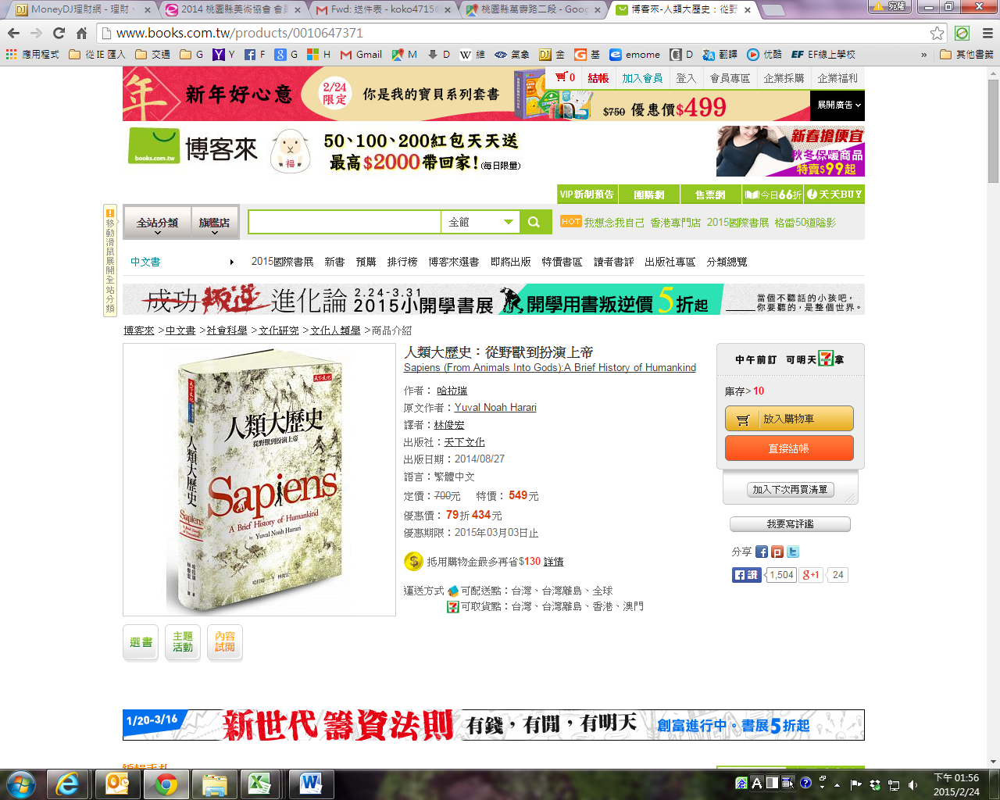 MoneyDJ理財網 - 理財、
2014 桃園縣美術協會 會員
Fwd: 送件表 - koko4715@
桃園縣萬壽路二段 - Goog
博客來-人類大歷史：從野
宛陵
www.books.com.tw/products/0010647371
應用程式 從 IE 匯入 交通 G Y F G H Gmail M D 維 氣象 金 基 emome D 翻譯 优酷 EF線上學校 » 其他書籤
年 新年好心意 2/24 限定 你是我的寶貝系列套書 $750 優惠價$499
0 結帳 加入會員 登入 會員專區 企業採購 企業福利
展開廣告
books.com.tw 博客來
福
50、100、200紅包天天送
最高$2000帶回家!(每日限量)
新春搶便宜
秋冬保暖商品
特賣$99起
VIP新制預告 團購網 售票網 今日66折 天天BUY
移動滑鼠展開全站分類
全站分類 旗艦店 全館 HOT 我想念我自己 香港專門店 2015國際書展 格雷50道陰影
中文書 2015國際書展 新書 預購 排行榜 博客來選書 即將出版 特價書區 讀者書評 出版社專區 分類總覽
成功叛逆進化論 2.24-3.31 2015小開學書展 開學用書叛逆價5折起
當個不聽話的小孩吧，
你要聽的，是整個世界。
博客來 >中文書 >社會科學 >文化研究 >文化人類學 >商品介紹
天下文化
人類大歷史
從野獸到扮演上帝
Sapiens
A Brief History of Humankind
by Yuval Noah Harari
哈拉瑞 著 林俊宏 譯
人類大歷史
Sapiens
人類大歷史：從野獸到扮演上帝
Sapiens (From Animals Into Gods):A Brief History of Humankind
作者： 哈拉瑞
原文作者：Yuval Noah Harari
譯者：林俊宏
出版社：天下文化
出版日期：2014/08/27
語言：繁體中文
定價：700元 特價： 549元
優惠價： 79折 434元
優惠期限：2015年03月03日止
抵用購物金最多再省$130 詳情
運送方式 可配送點：台灣、台灣離島、全球
可取貨點：台灣、台灣離島、香港、澳門
中午前訂 可明天 拿
庫存> 10
放入購物車
直接結帳
加入下次再買清單
我要寫評鑑
分享
讚 1,504 g+1 24
選書
主題活動
內容試閱
1/20-3/16 新世代籌資法則 有錢，有閒，有明天 創富進行中。書展5折起
下午 01:56
2015/2/24